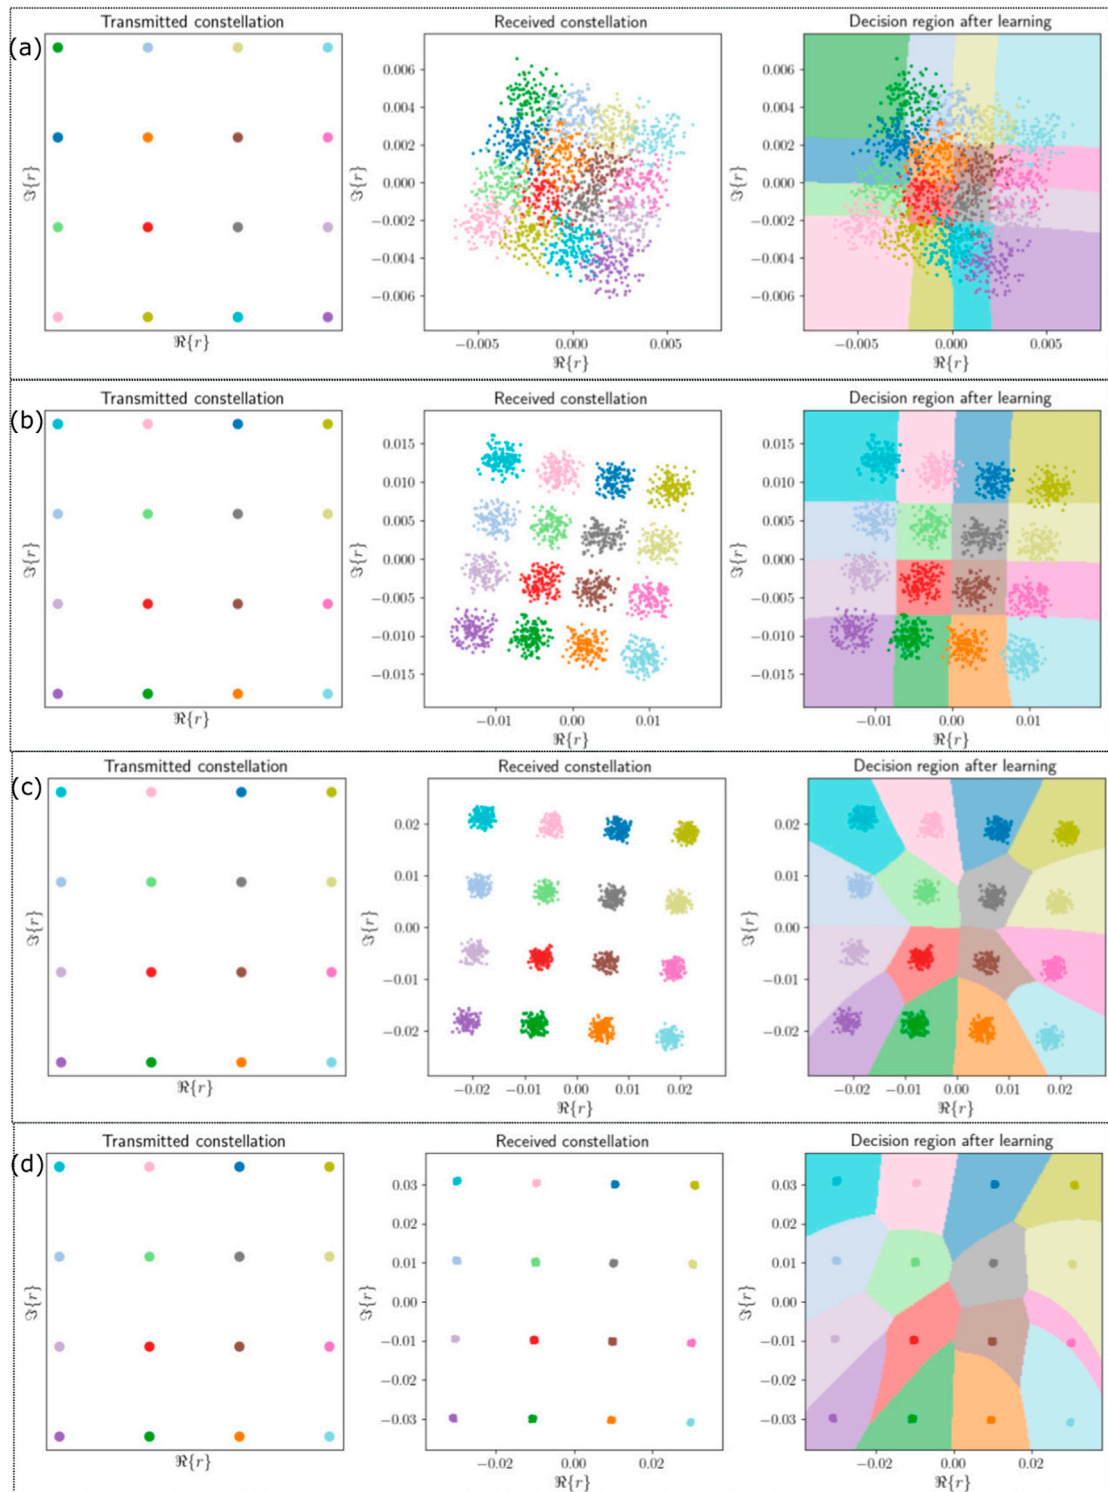 (a)
Transmitted constellation
ℑ{r}
ℜ{r}
Received constellation
0.006
0.004
0.002
0.000
−0.002
−0.004
−0.006
ℑ{r}
−0.005 0.000 0.005
ℜ{r}
Decision region after learning
0.006
0.004
0.002
0.000
−0.002
−0.004
−0.006
ℑ{r}
−0.005 0.000 0.005
ℜ{r}
(b)
Transmitted constellation
ℑ{r}
ℜ{r}
Received constellation
0.015
0.010
0.005
0.000
−0.005
−0.010
−0.015
ℑ{r}
−0.01 0.00 0.01
ℜ{r}
Decision region after learning
0.015
0.010
0.005
0.000
−0.005
−0.010
−0.015
ℑ{r}
−0.01 0.00 0.01
ℜ{r}
(c)
Transmitted constellation
ℑ{r}
ℜ{r}
Received constellation
0.02
0.01
0.00
−0.01
−0.02
ℑ{r}
−0.02 −0.01 0.00 0.01 0.02
ℜ{r}
Decision region after learning
0.02
0.01
0.00
−0.01
−0.02
ℑ{r}
−0.02 −0.01 0.00 0.01 0.02
ℜ{r}
(d)
Transmitted constellation
ℑ{r}
ℜ{r}
Received constellation
0.03
0.02
0.01
0.00
−0.01
−0.02
−0.03
ℑ{r}
−0.02 0.00 0.02
ℜ{r}
Decision region after learning
0.03
0.02
0.01
0.00
−0.01
−0.02
−0.03
ℑ{r}
−0.02 0.00 0.02
ℜ{r}